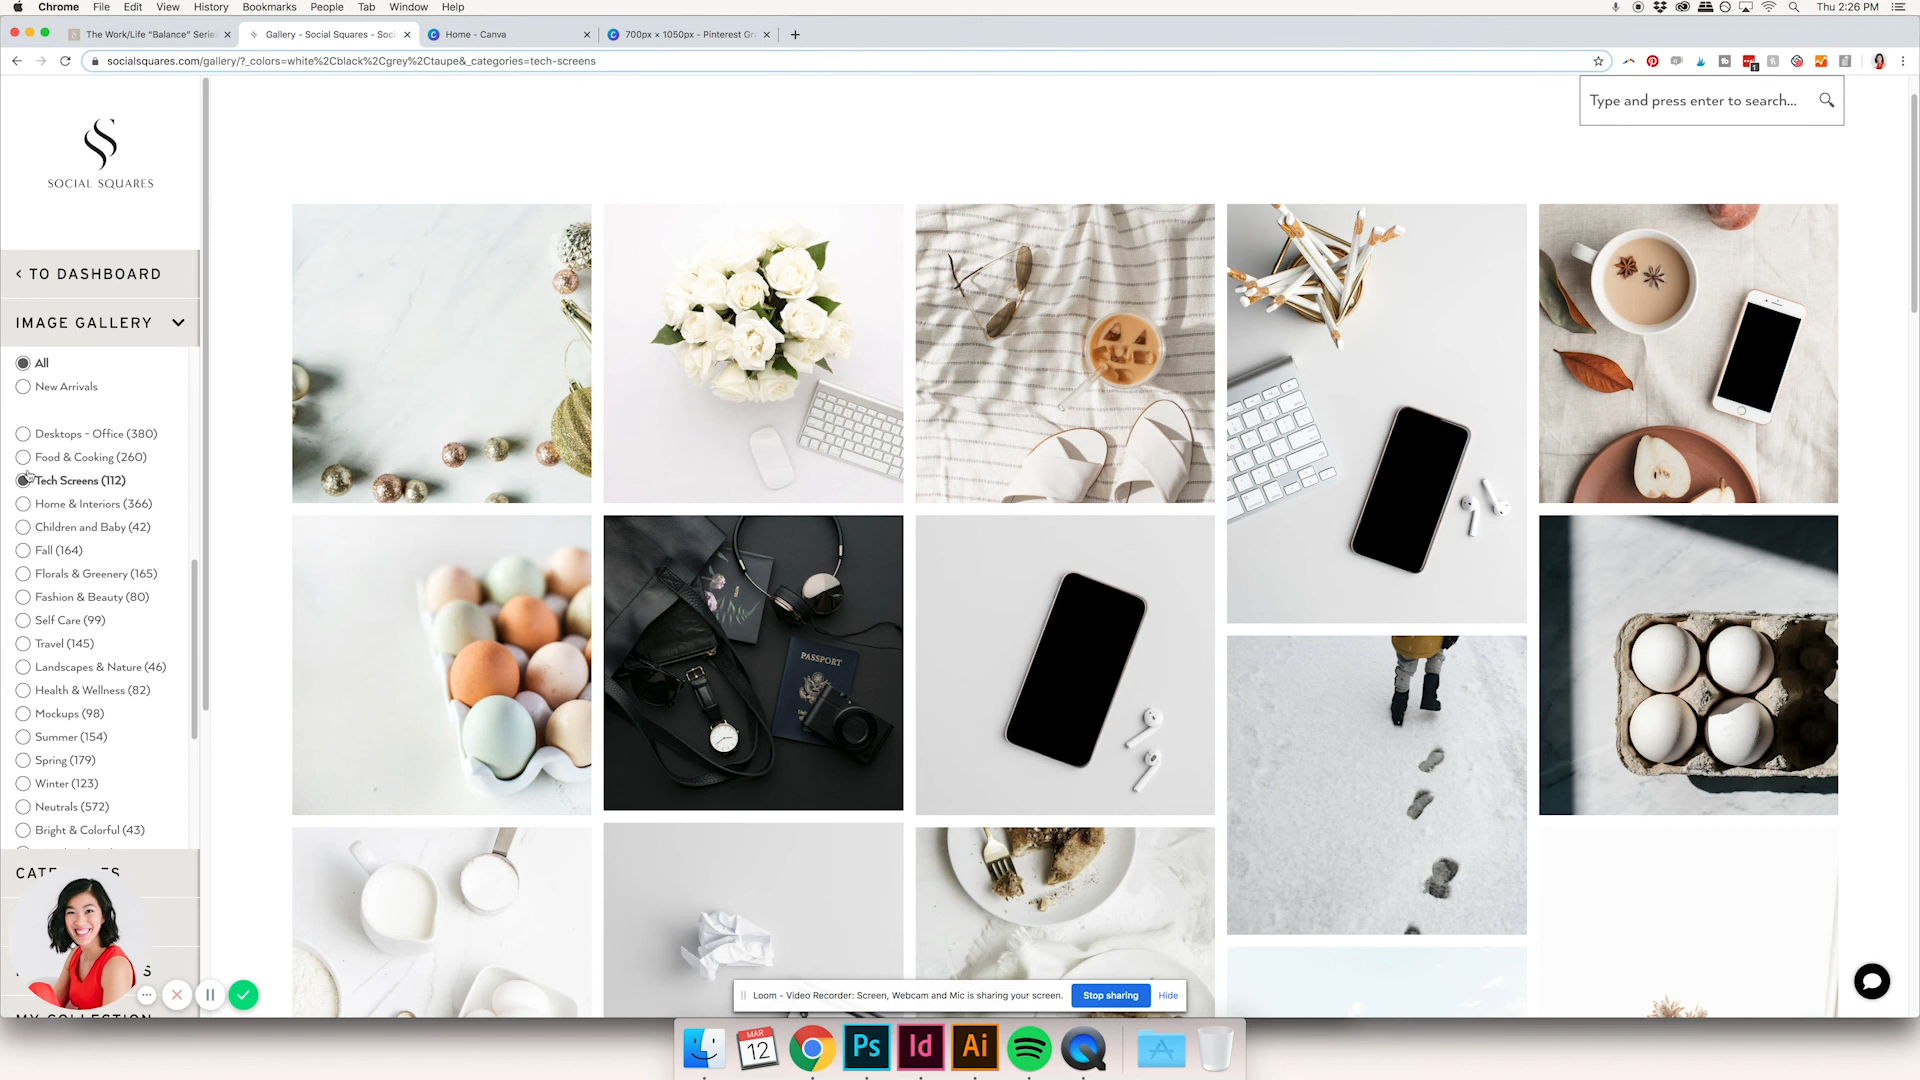 Chrome File Edit View History Bookmarks People Tab Window Help
Thu 2:26 PM
The Work/Life “Balance” Serie
Gallery - Social Squares - Soci
Home - Canva
700px × 1050px - Pinterest Gr
socialsquares.com/gallery/?_colors=white%2Cblack%2Cgrey%2Ctaupe&_categories=tech-screens
Type and press enter to search...
SOCIAL SQUARES
< TO DASHBOARD
IMAGE GALLERY
All
New Arrivals
Desktops - Office (380)
Food & Cooking (260)
Tech Screens (112)
Home & Interiors (366)
Children and Baby (42)
Fall (164)
Florals & Greenery (165)
Fashion & Beauty (80)
Self Care (99)
Travel (145)
Landscapes & Nature (46)
Health & Wellness (82)
Mockups (98)
Summer (154)
Spring (179)
Winter (123)
Neutrals (572)
Bright & Colorful (43)
PASSPORT
Loom - Video Recorder: Screen, Webcam and Mic is sharing your screen.
Stop sharing
Hide
MAR
12
Ps
Id
Ai